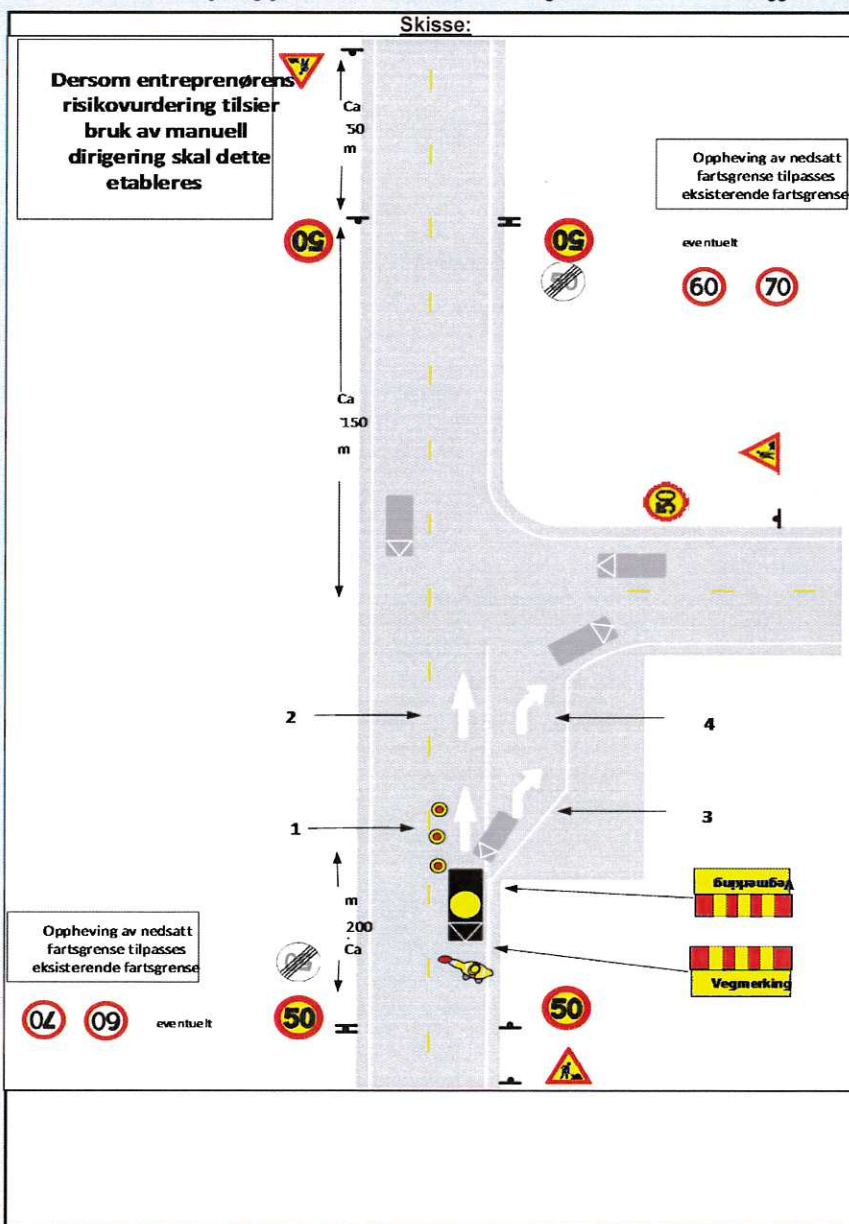 Skisse:
Dersom entreprenørens
risikovurdering tilsier
bruk av manuell
dirigering skal dette
etableres
Ca
50
m
Oppheving av nedsatt
fartsgrense tilpasses
eksisterende fartsgrense
50
50
50
eventuelt
60
70
Ca
150
m
50
2
4
1
3
m
200
Ca
Vegmerking
Vegmerking
Oppheving av nedsatt
fartsgrense tilpasses
eksisterende fartsgrense
70
70
60
eventuelt
50
50